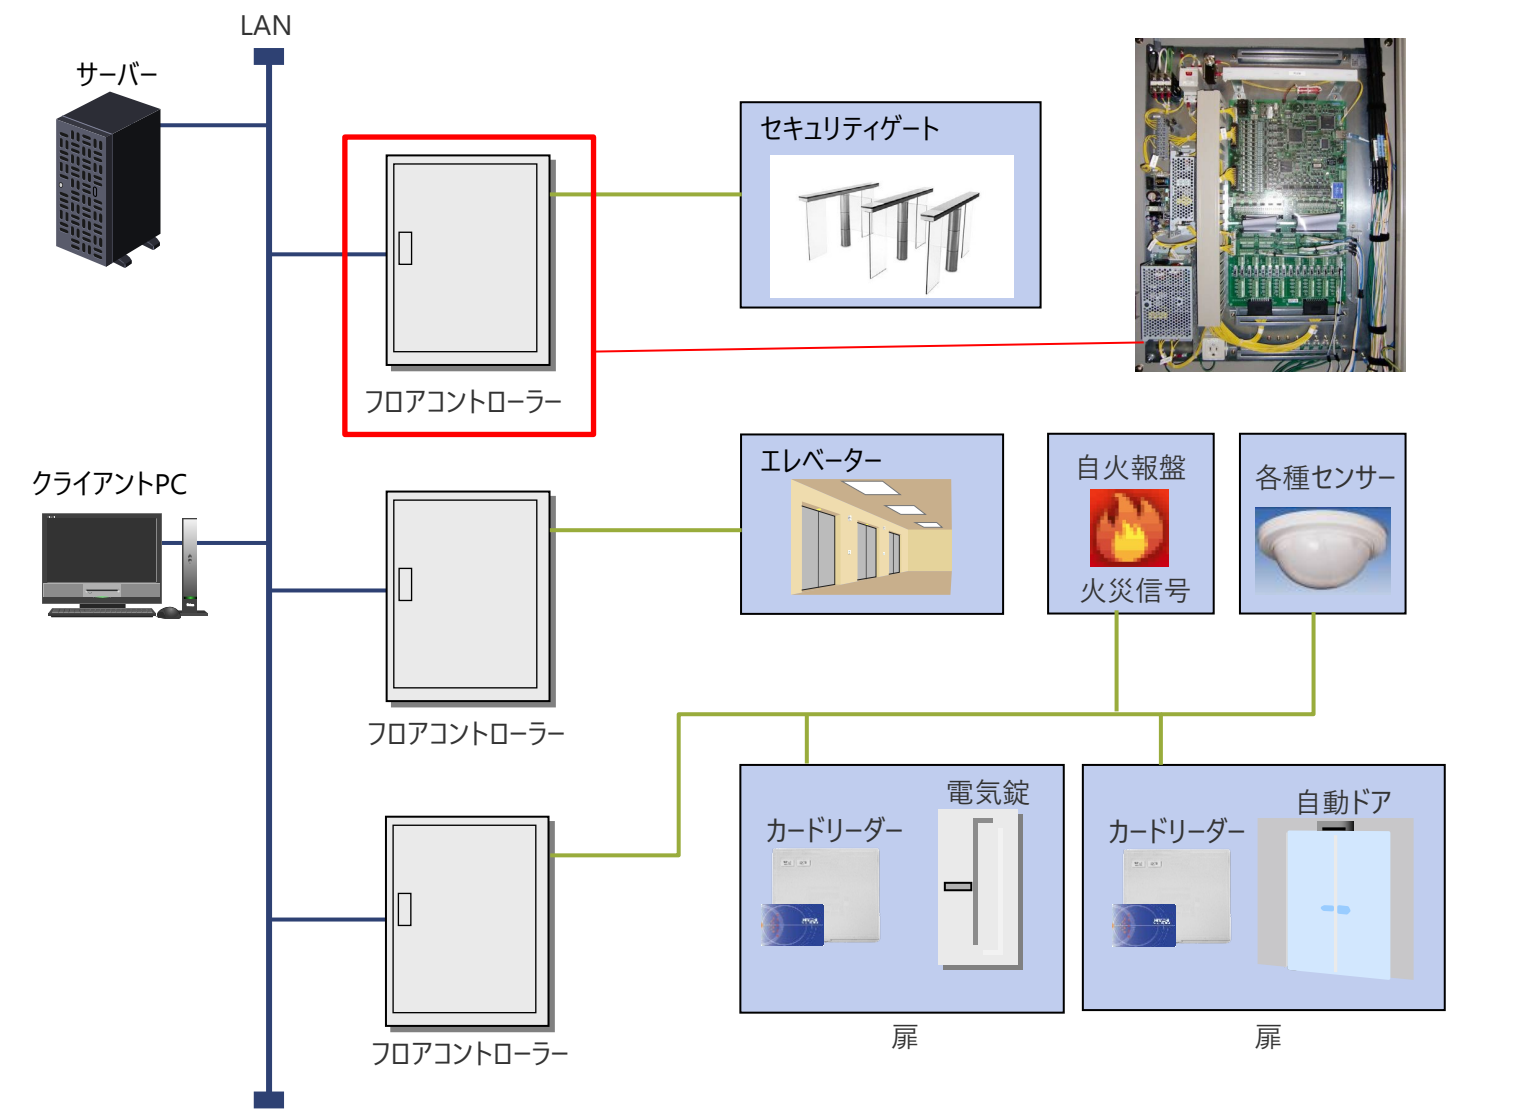 LAN
サーバー
セキュリティゲート
フロアコントローラー
クライアントPC
エレベーター
自火報盤
火災信号
各種センサー
フロアコントローラー
電気錠
カードリーダー
自動ドア
カードリーダー
フロアコントローラー
扉
扉